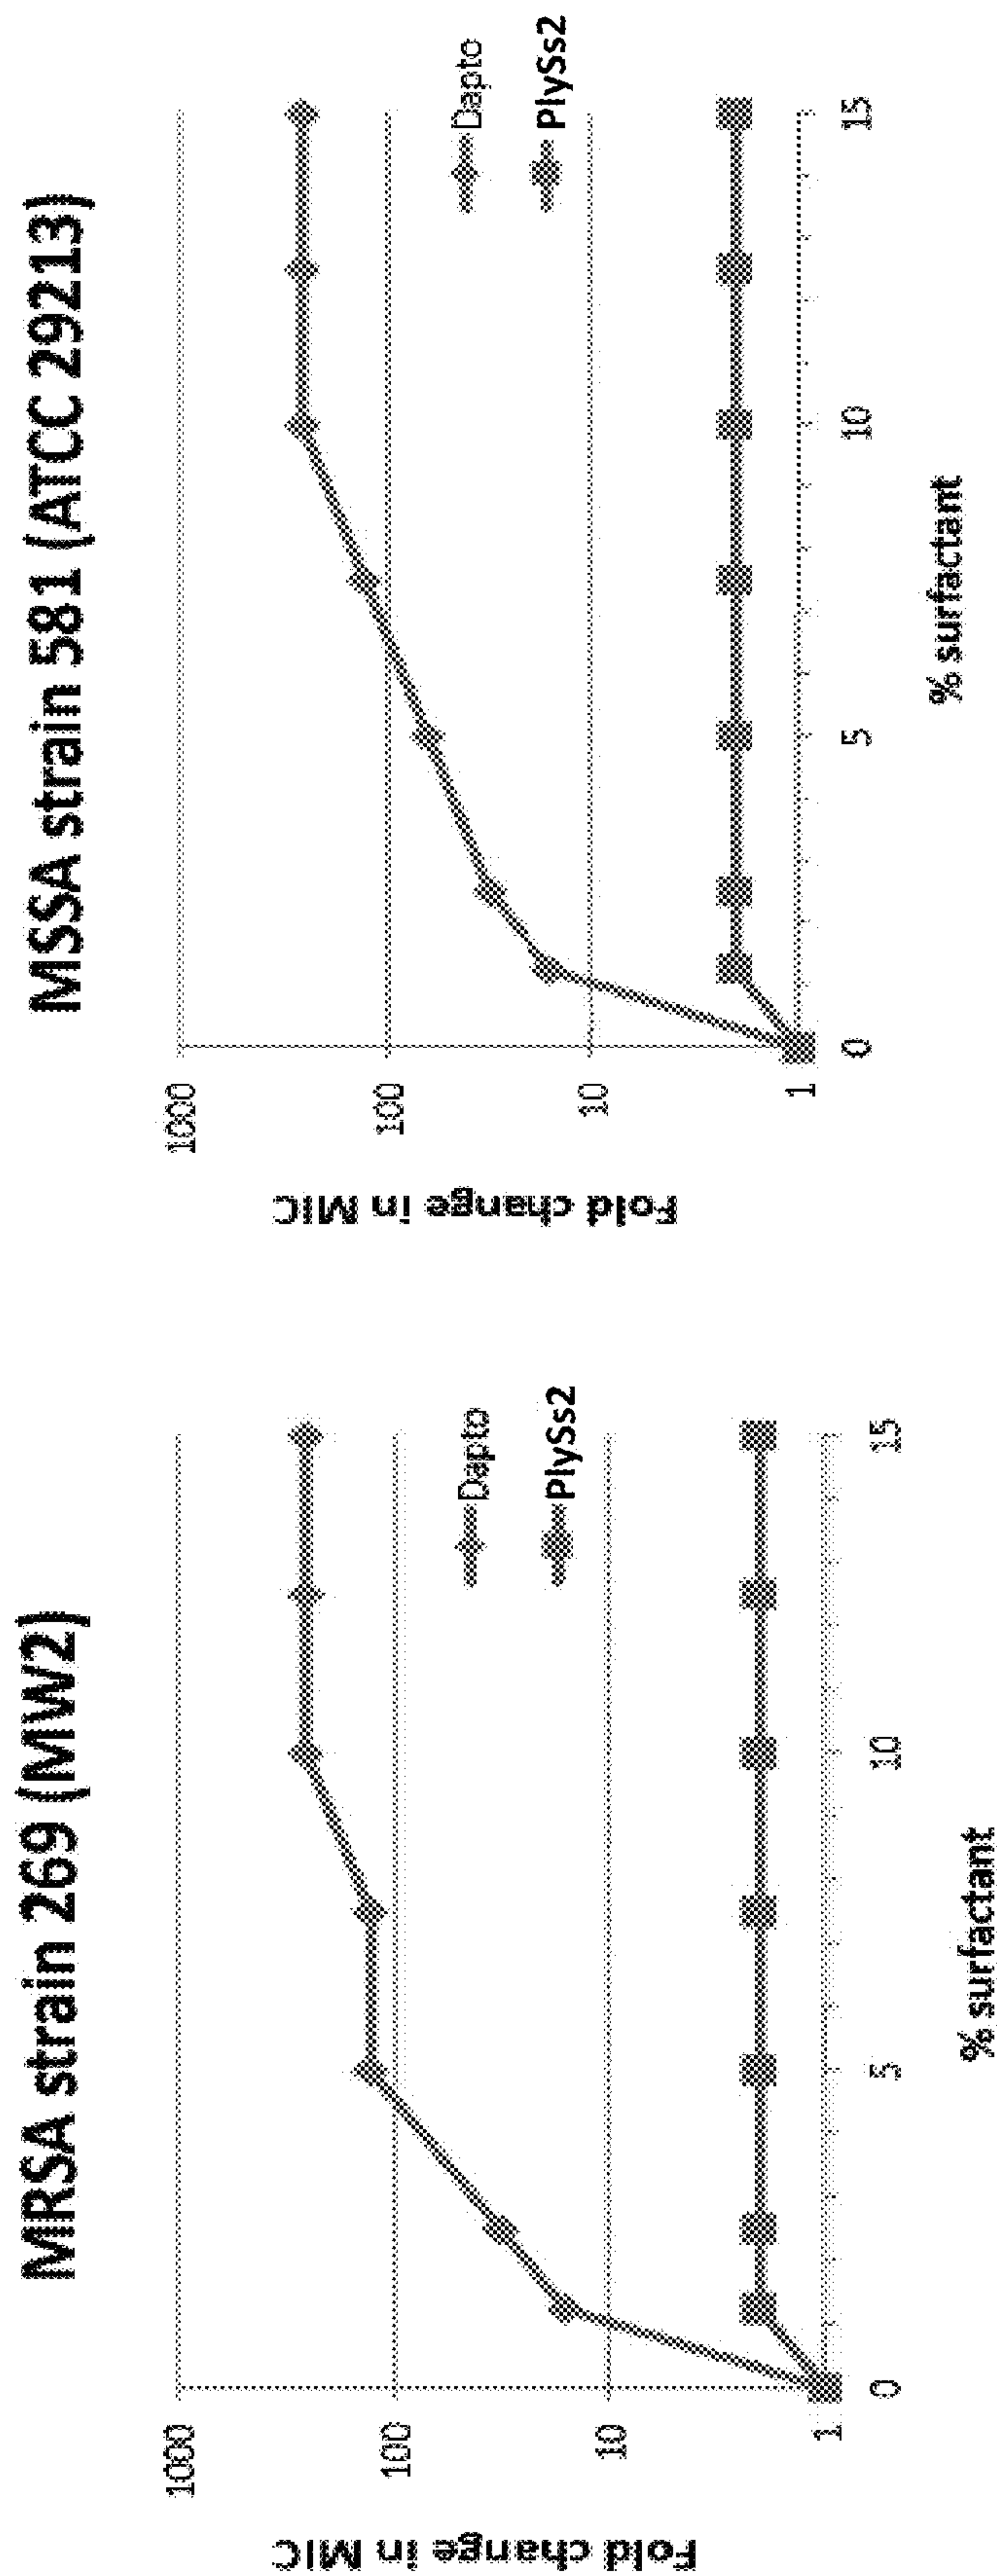 MRSA strain 269 (MW2)
Fold change in MIC
1000
100
10
1
0
5
10
15
% surfactant
Dapto
PlySs2
MSSA strain 581 (ATCC 29213)
Fold change in MIC
1000
100
10
1
0
5
10
15
% surfactant
Dapto
PlySs2